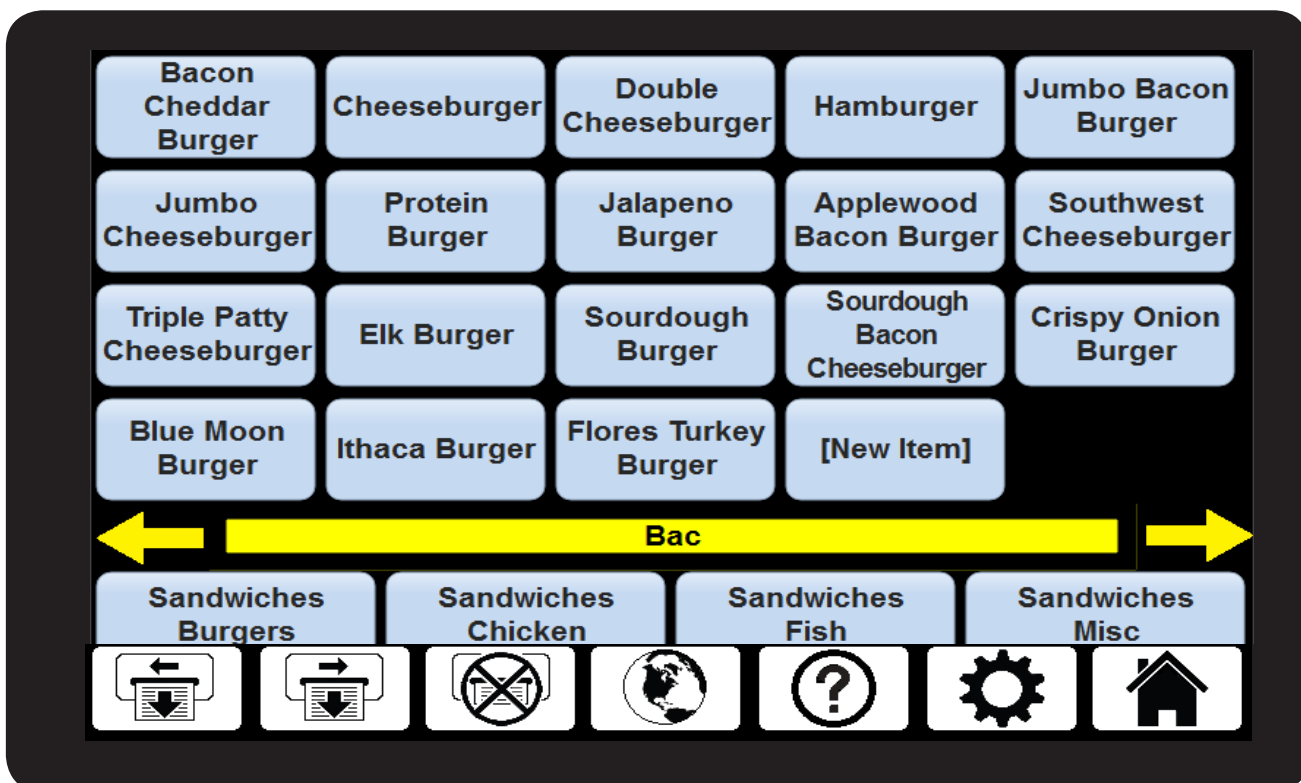 Bacon
Cheddar
Burger
Cheeseburger
Double
Cheeseburger
Hamburger
Jumbo Bacon
Burger
Jumbo
Cheeseburger
Protein
Burger
Jalapeno
Burger
Applewood
Bacon Burger
Southwest
Cheeseburger
Triple Patty
Cheeseburger
Elk Burger
Sourdough
Burger
Sourdough
Bacon
Cheeseburger
Crispy Onion
Burger
Blue Moon
Burger
Ithaca Burger
Flores Turkey
Burger
[New Item]
Bac
Sandwiches
Burgers
Sandwiches
Chicken
Sandwiches
Fish
Sandwiches
Misc
?